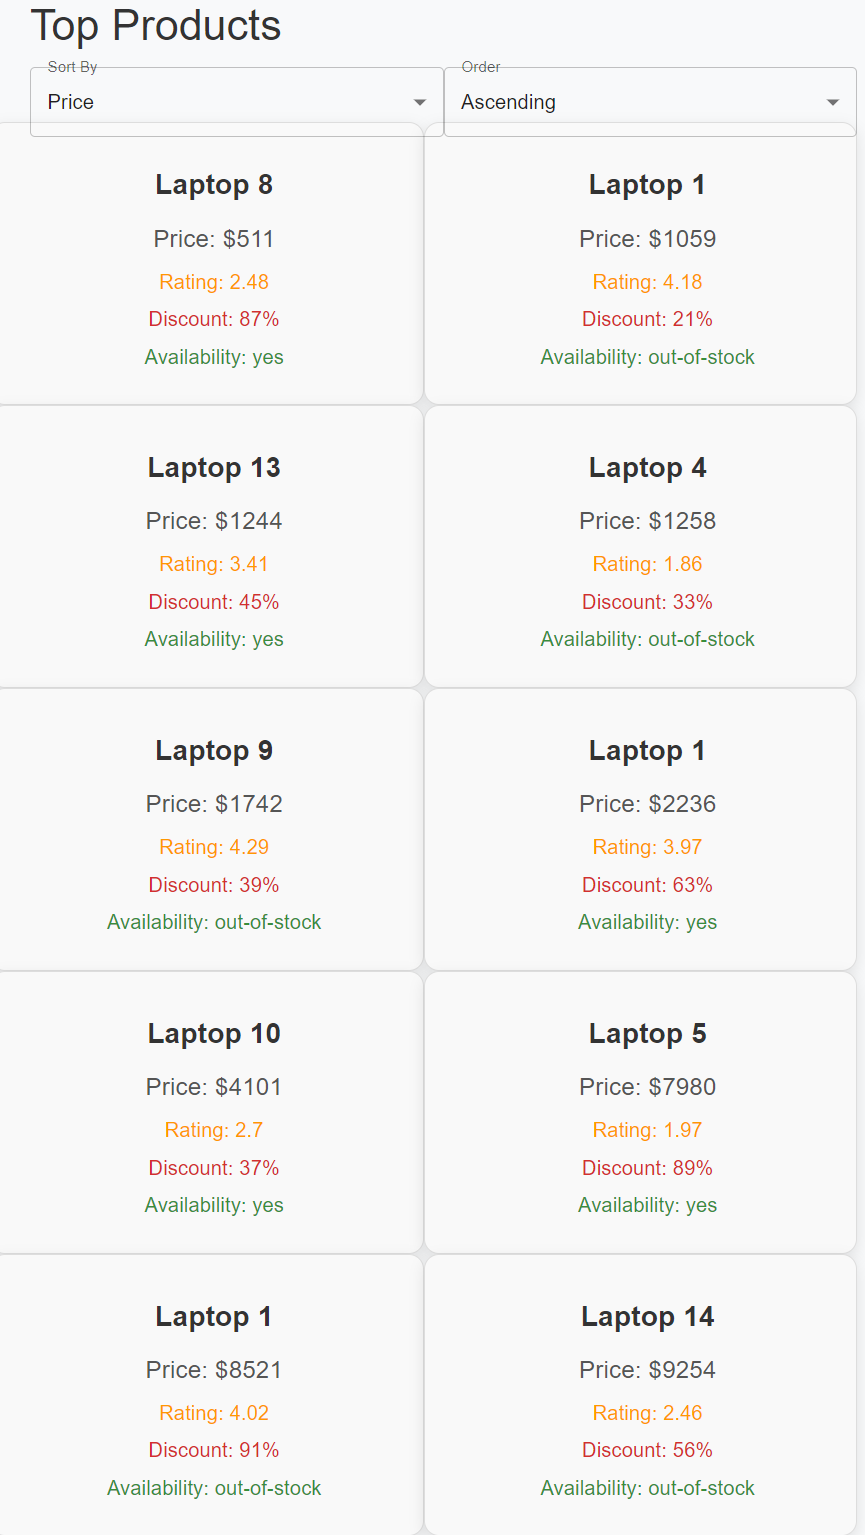 Top Products
Sort By
Order
Price
Ascending
Laptop 8
Price: $511
Rating: 2.48
Discount: 87%
Availability: yes
Laptop 1
Price: $1059
Rating: 4.18
Discount: 21%
Availability: out-of-stock
Laptop 13
Price: $1244
Rating: 3.41
Discount: 45%
Availability: yes
Laptop 4
Price: $1258
Rating: 1.86
Discount: 33%
Availability: out-of-stock
Laptop 9
Price: $1742
Rating: 4.29
Discount: 39%
Availability: out-of-stock
Laptop 1
Price: $2236
Rating: 3.97
Discount: 63%
Availability: yes
Laptop 10
Price: $4101
Rating: 2.7
Discount: 37%
Availability: yes
Laptop 5
Price: $7980
Rating: 1.97
Discount: 89%
Availability: yes
Laptop 1
Price: $8521
Rating: 4.02
Discount: 91%
Availability: out-of-stock
Laptop 14
Price: $9254
Rating: 2.46
Discount: 56%
Availability: out-of-stock